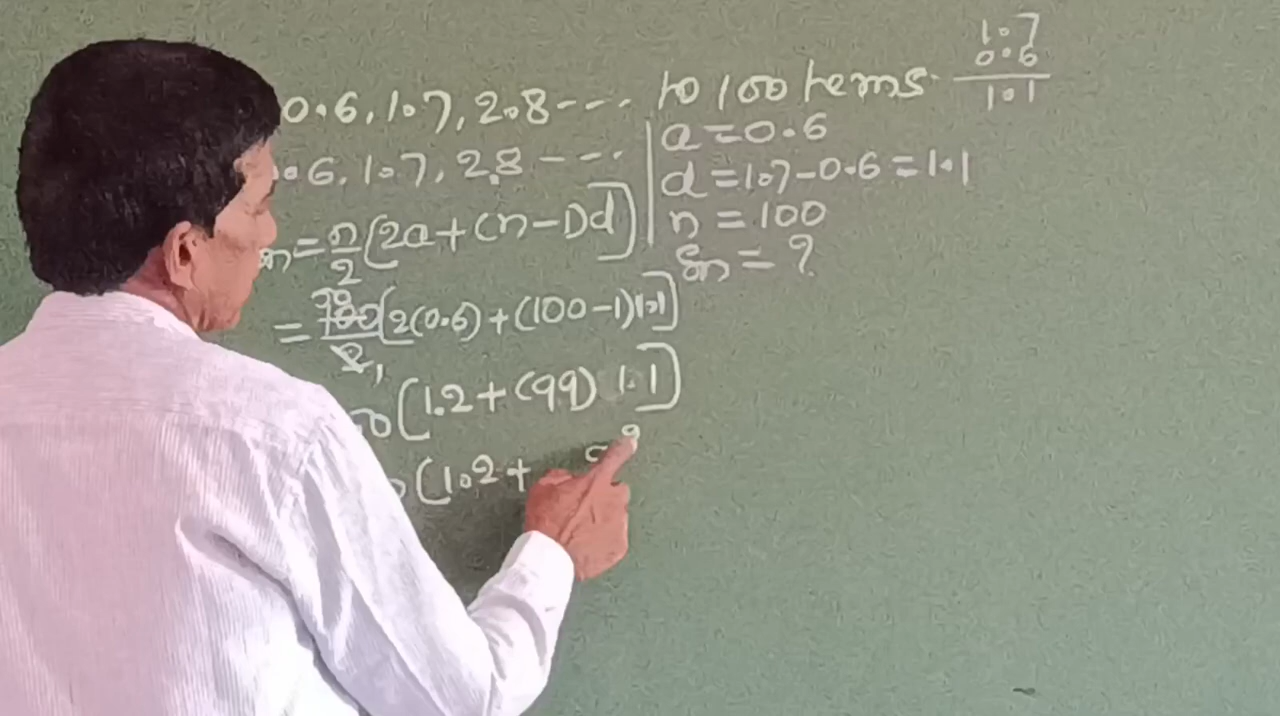 0.6, 1.7, 2.8 --- to 100 terms.
.6, 1.7, 2.8 ---
n = n/2 [2a + (n-1)d]
= 100/2 [2(0.6) + (100-1)1.1]
50
1
[1.2 + (99) 1.1]
[1.2 +
a = 0.6
d = 1.7 - 0.6 = 1.1
n = 100
Sn = ?
1.7
0.6
1.1